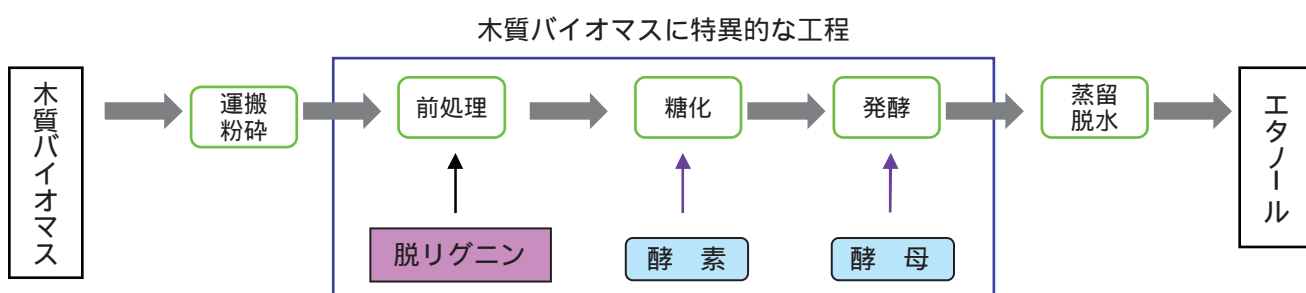 木質バイオマスに特異的な工程
木質バイオマス
運搬
粉砕
前処理
糖化
発酵
蒸留
脱水
エタノール
脱リグニン
酵　素
酵　母